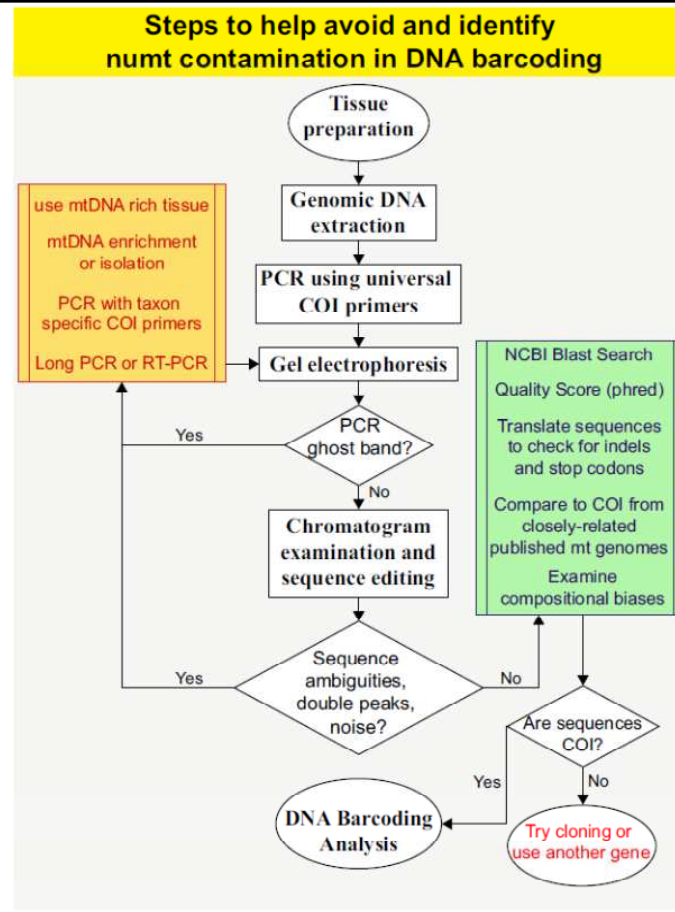 Steps to help avoid and identify
numt contamination in DNA barcoding
Tissue
preparation
Genomic DNA
extraction
PCR using universal
COI primers
Gel electrophoresis
use mtDNA rich tissue
mtDNA enrichment
or isolation
PCR with taxon
specific COI primers
Long PCR or RT-PCR
PCR
ghost band?
Yes
No
Chromatogram
examination and
sequence editing
Sequence
ambiguities,
double peaks,
noise?
Yes
No
NCBI Blast Search
Quality Score (phred)
Translate sequences
to check for indels
and stop codons
Compare to COI from
closely-related
published mt genomes
Examine
compositional biases
Are sequences
COI?
Yes
No
DNA Barcoding
Analysis
Try cloning or
use another gene